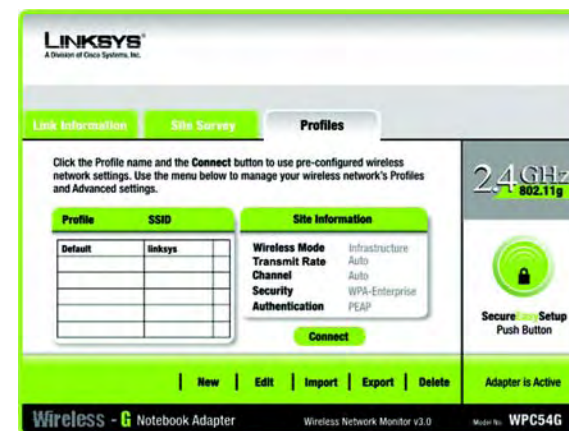 LINKSYS®
A Division of Cisco Systems, Inc.
Link Information Site Survey Profiles
Click the Profile name and the Connect button to use pre-configured wireless
network settings. Use the menu below to manage your wireless network's Profiles
and Advanced settings.
Profile SSID
Default linksys
Site Information
Wireless Mode Infrastructure
Transmit Rate Auto
Channel Auto
Security WPA-Enterprise
Authentication PEAP
Connect
2.4 GHz
802.11g
SecureEasySetup
Push Button
New Edit Import Export Delete
Adapter is Active
Wireless - G Notebook Adapter Wireless Network Monitor v3.0 Model No. WPC54G